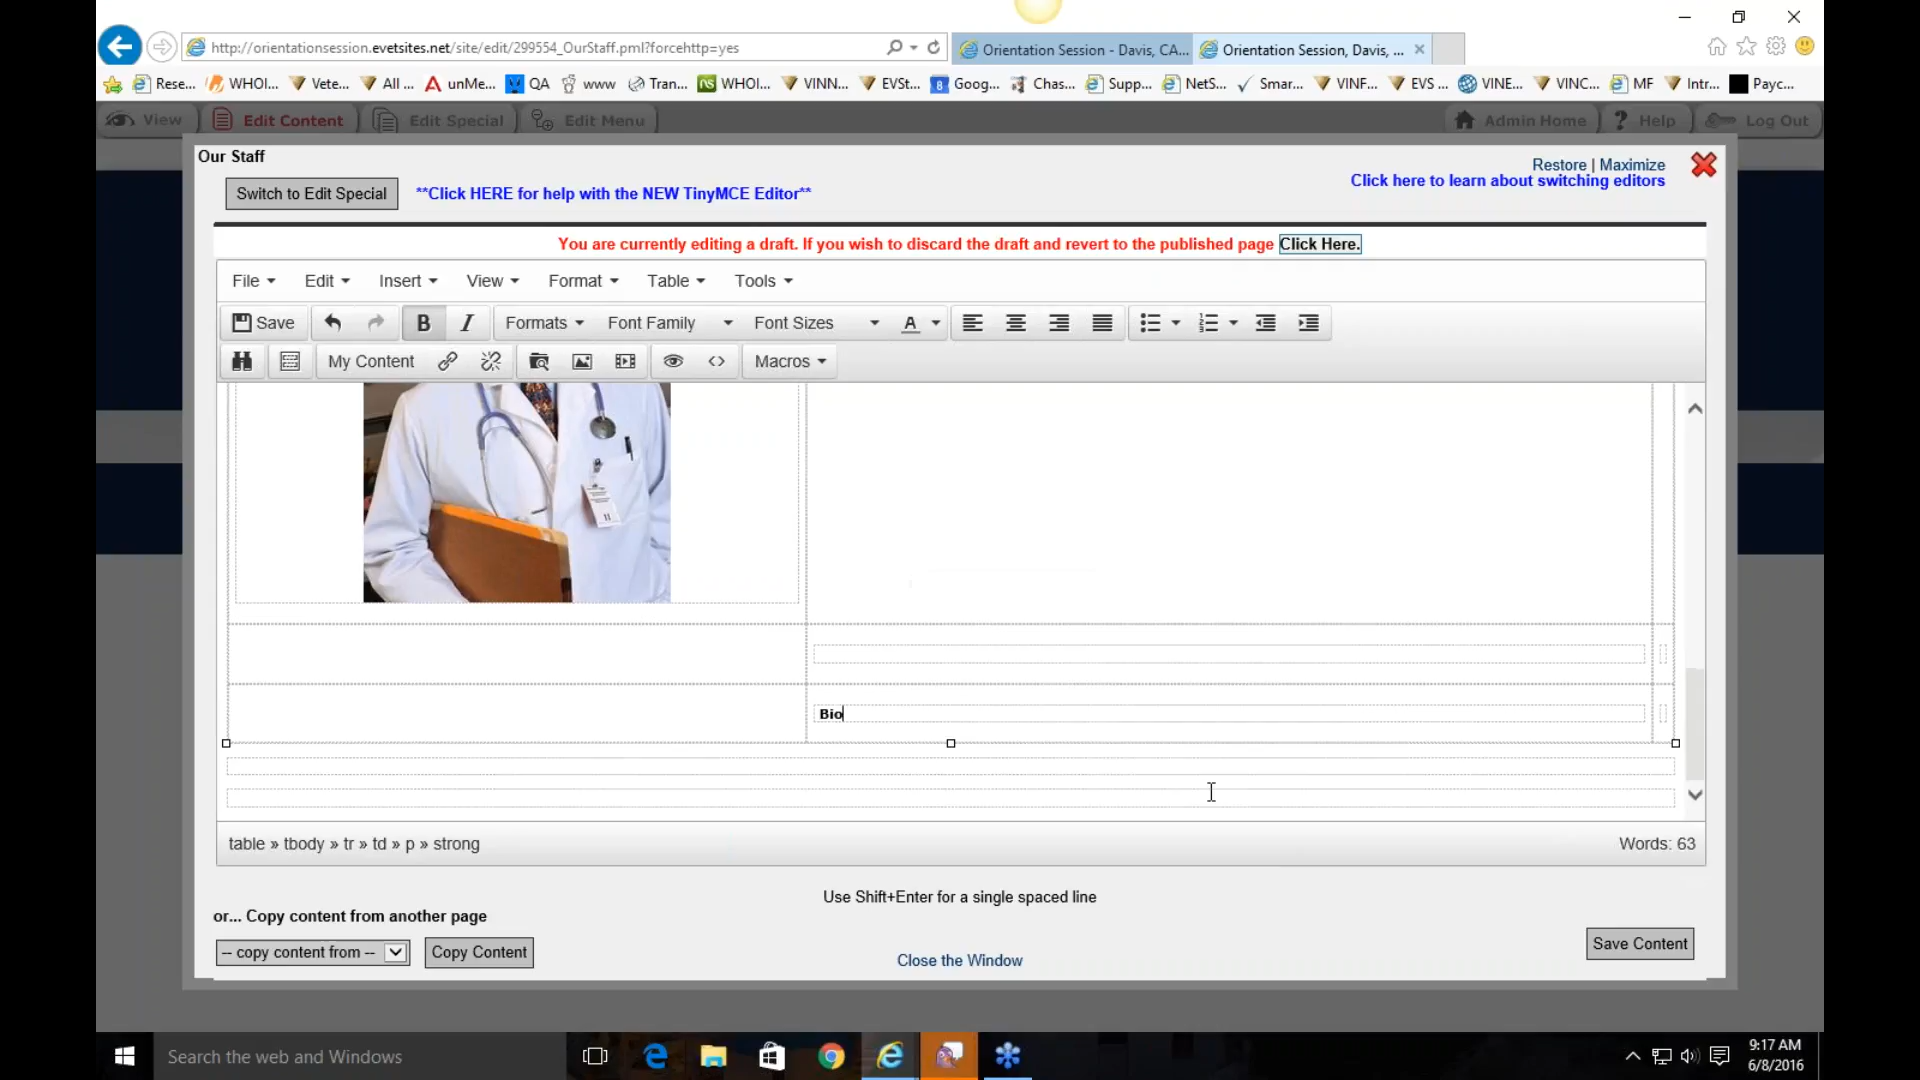 http://orientationsession.evetsites.net/site/edit/299554_OurStaff.pml?forcehttp=yes
Orientation Session - Davis, CA...
Orientation Session, Davis, ...
Rese...
WHOI...
Vete...
All ...
unMe...
QA
www
Tran...
WHOI...
VINN...
EVSt...
Goog...
Chas...
Supp...
NetS...
Smar...
VINF...
EVS ...
VINE...
VINC...
MF
Intr...
Payc...
View
Edit Content
Edit Special
Edit Menu
Admin Home
Help
Log Out
Our Staff
Restore | Maximize
Switch to Edit Special
**Click HERE for help with the NEW TinyMCE Editor**
Click here to learn about switching editors
You are currently editing a draft. If you wish to discard the draft and revert to the published page Click Here.
File Edit Insert View Format Table Tools
Save B I Formats Font Family Font Sizes A
My Content Macros
Bio
table » tbody » tr » td » p » strong
Words: 63
Use Shift+Enter for a single spaced line
or... Copy content from another page
-- copy content from --
Copy Content
Close the Window
Save Content
Search the web and Windows
9:17 AM
6/8/2016